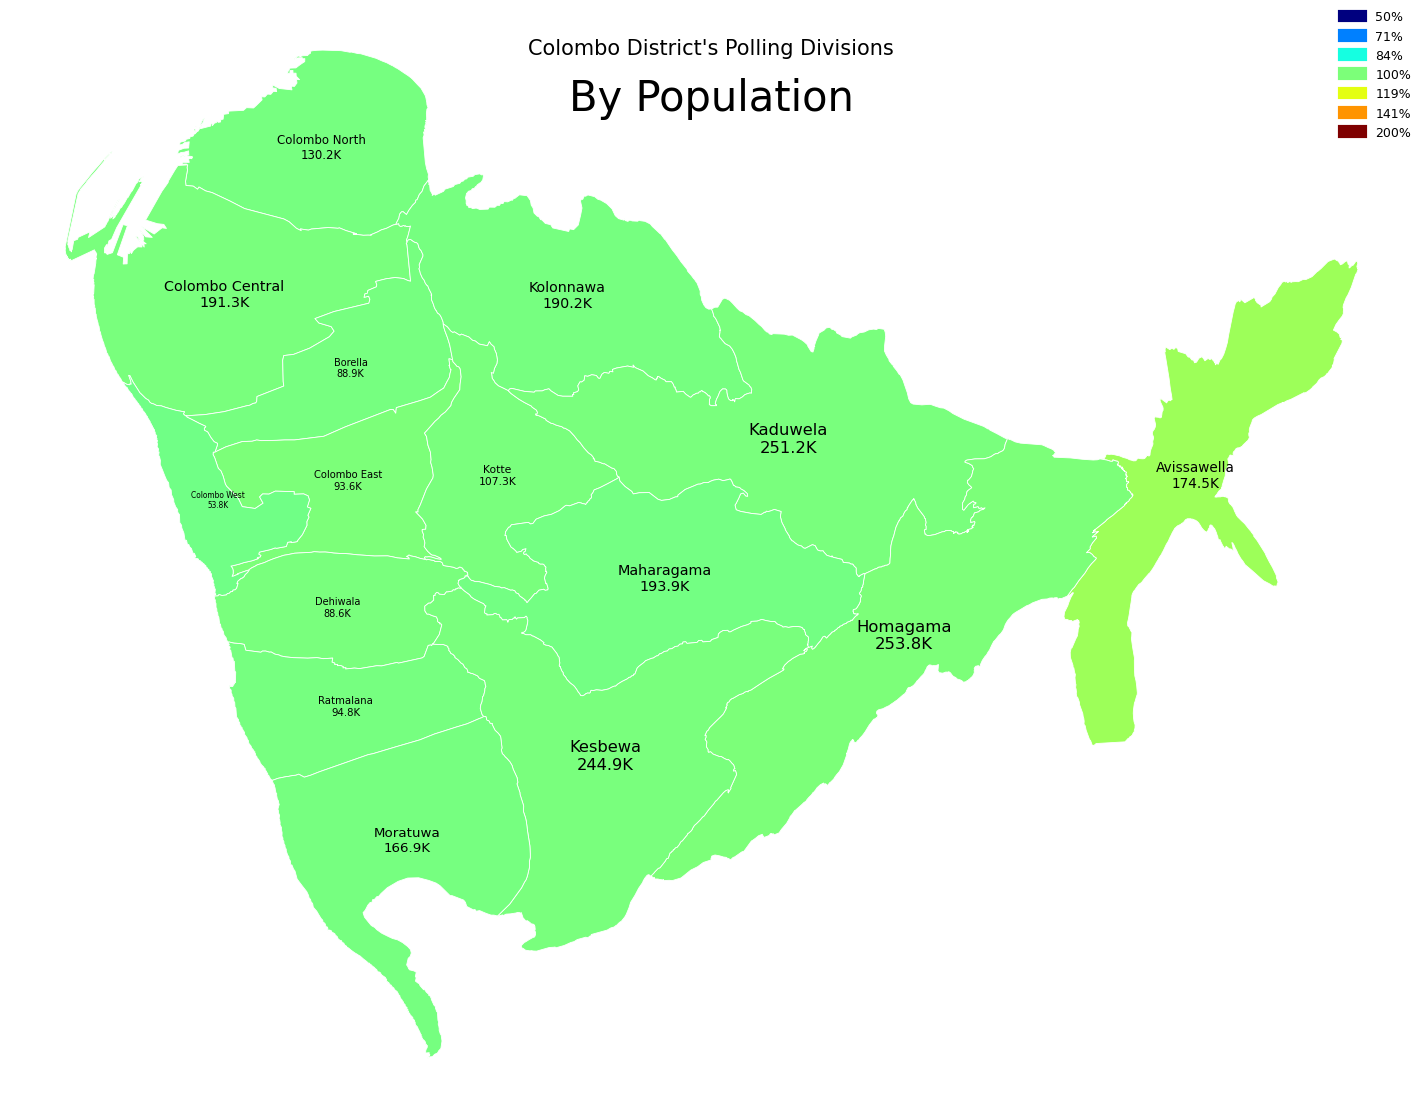 Colombo District's Polling Divisions
By Population
50%
71%
84%
100%
119%
141%
200%
Colombo North
130.2K
Colombo Central
191.3K
Kolonnawa
190.2K
Borella
88.9K
Kaduwela
251.2K
Avissawella
174.5K
Colombo East
93.6K
Kotte
107.3K
Colombo West
53.8K
Maharagama
193.9K
Dehiwala
88.6K
Homagama
253.8K
Ratmalana
94.8K
Kesbewa
244.9K
Moratuwa
166.9K